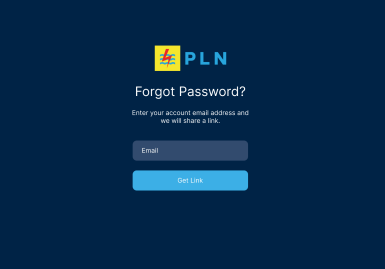 PLN
Forgot Password?
Enter your account email address and
we will share a link.
Email
Get Link